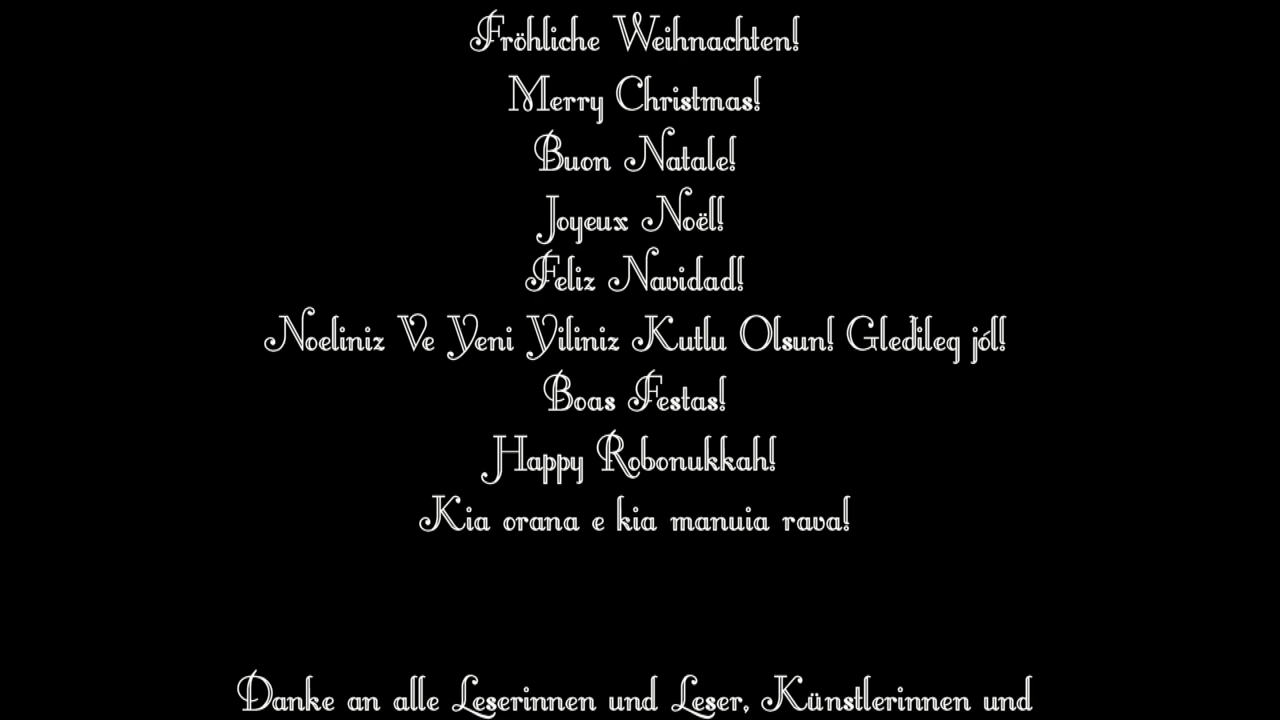 Fröhliche Weihnachten!
Merry Christmas!
Buon Natale!
Joyeux Noël!
Feliz Navidad!
Noeliniz Ve Yeni Yiliniz Kutlu Olsun! Gleđileq jól!
Boas Festas!
Happy Robonukkah!
Kia orana e kia manuia rava!
Danke an alle Leserinnen und Leser, Künstlerinnen und